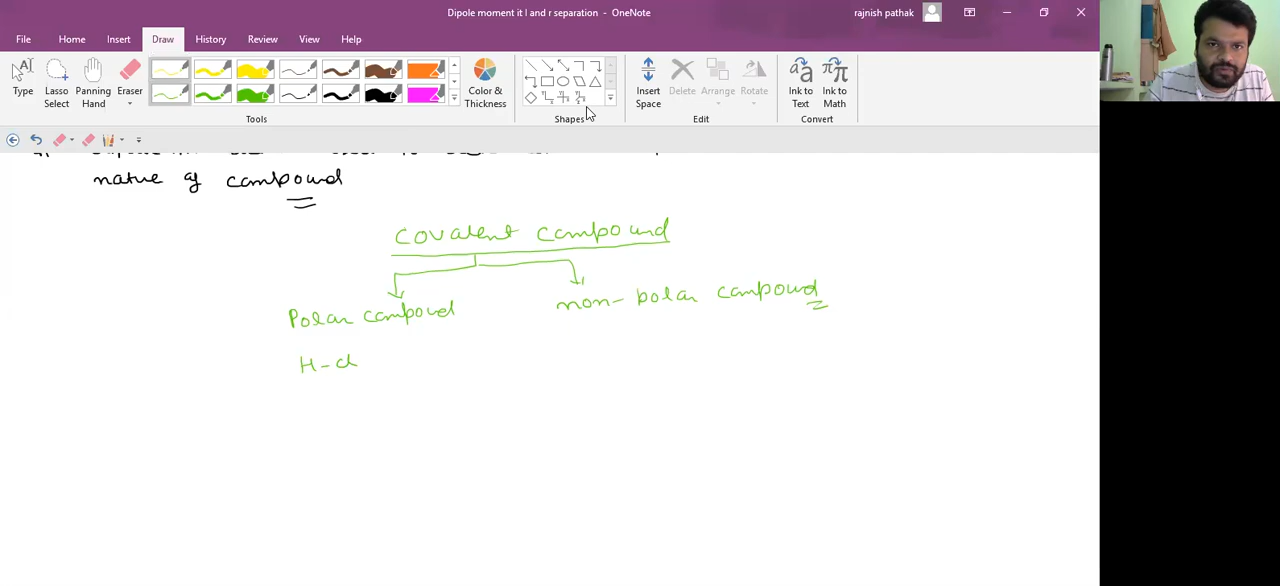 Dipole moment it l and r separation - OneNote
rajnish pathak
File Home Insert Draw History Review View Help
Type
Lasso Select
Panning Hand
Eraser
Color & Thickness
Insert Space
Delete
Arrange
Rotate
Ink to Text
Ink to Math
Tools
Shapes
Edit
Convert
nature of compound
covalent compound
Polar compound
non-polar compound
H-Cl